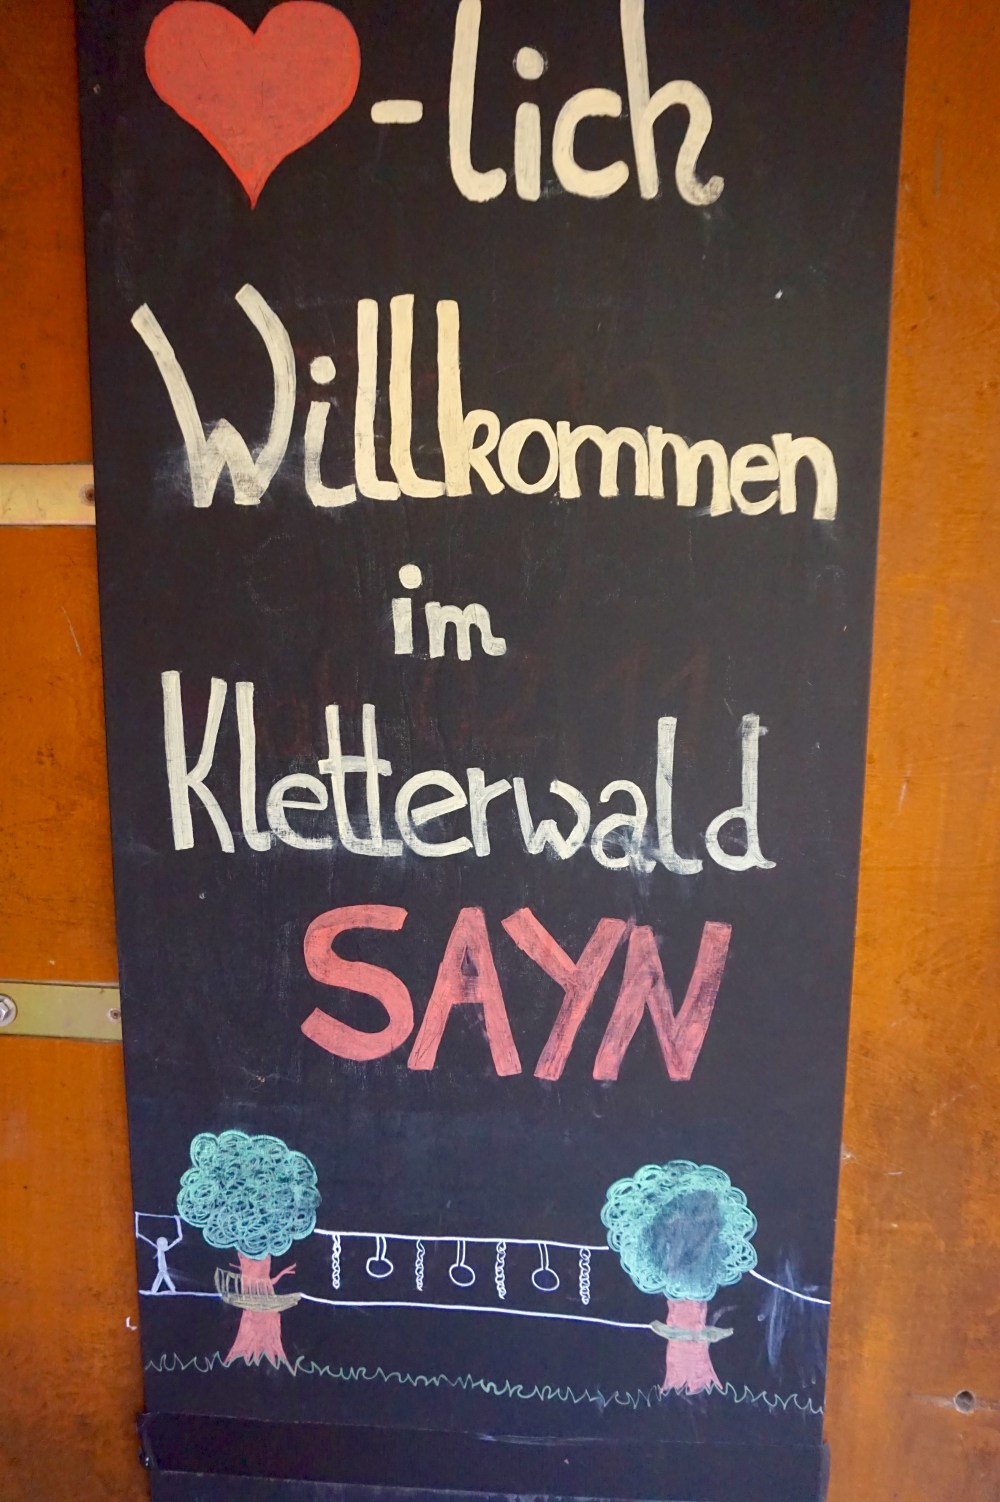 ❤-lich
Willkommen
im
Kletterwald
SAYN